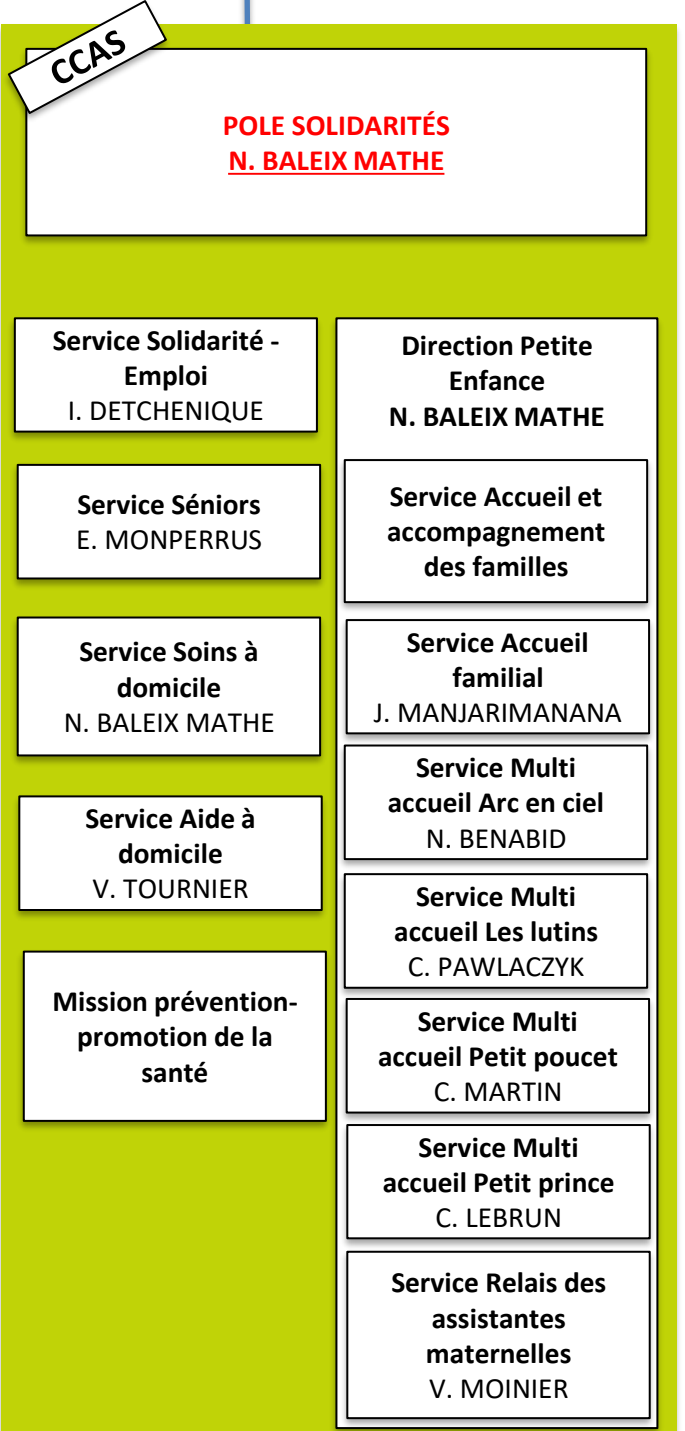 CCAS
POLE SOLIDARITÉS
N. BALEIX MATHE
Service Solidarité -
Emploi
I. DETCHENIQUE
Service Séniors
E. MONPERRUS
Service Soins à
domicile
N. BALEIX MATHE
Service Aide à
domicile
V. TOURNIER
Mission prévention-
promotion de la
santé
Direction Petite
Enfance
N. BALEIX MATHE
Service Accueil et
accompagnement
des familles
Service Accueil
familial
J. MANJARIMANANA
Service Multi
accueil Arc en ciel
N. BENABID
Service Multi
accueil Les lutins
C. PAWLACZYK
Service Multi
accueil Petit poucet
C. MARTIN
Service Multi
accueil Petit prince
C. LEBRUN
Service Relais des
assistantes
maternelles
V. MOINIER